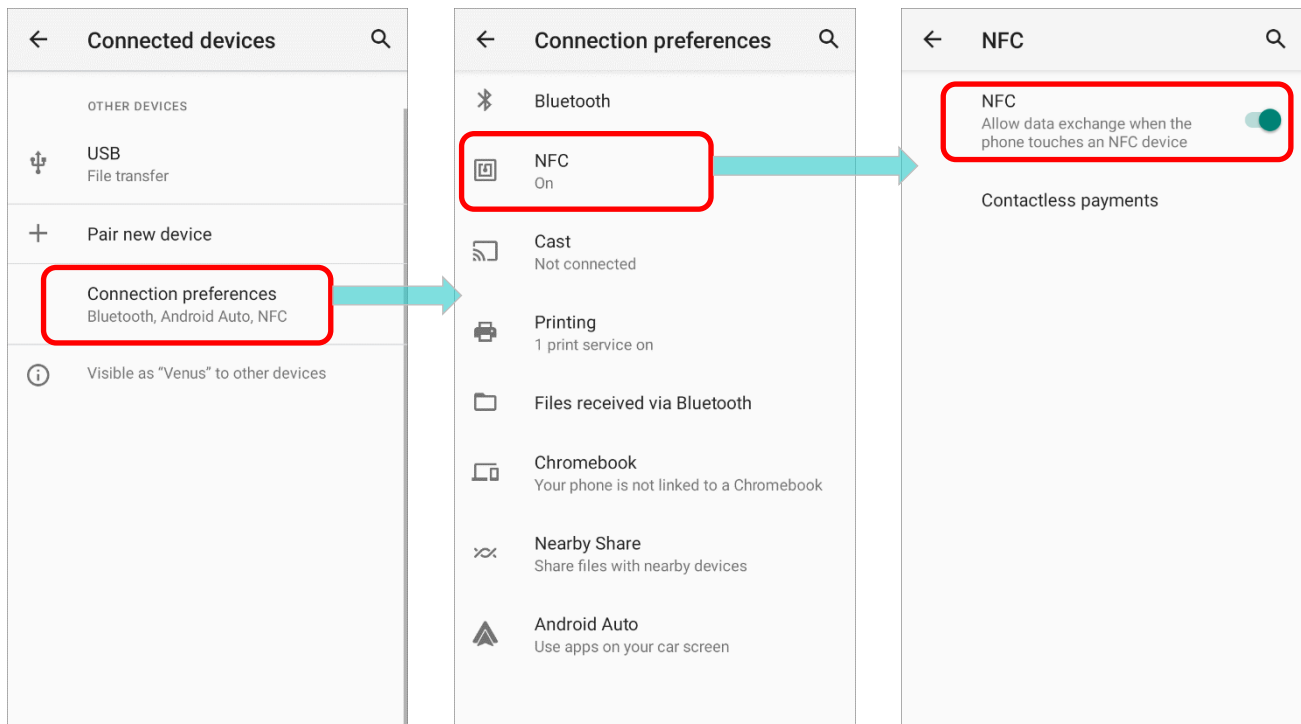 Connected devices
OTHER DEVICES
USB
File transfer
Pair new device
Connection preferences
Bluetooth, Android Auto, NFC
Visible as “Venus” to other devices
Connection preferences
Bluetooth
NFC
On
Cast
Not connected
Printing
1 print service on
Files received via Bluetooth
Chromebook
Your phone is not linked to a Chromebook
Nearby Share
Share files with nearby devices
Android Auto
Use apps on your car screen
NFC
NFC
Allow data exchange when the
phone touches an NFC device
Contactless payments